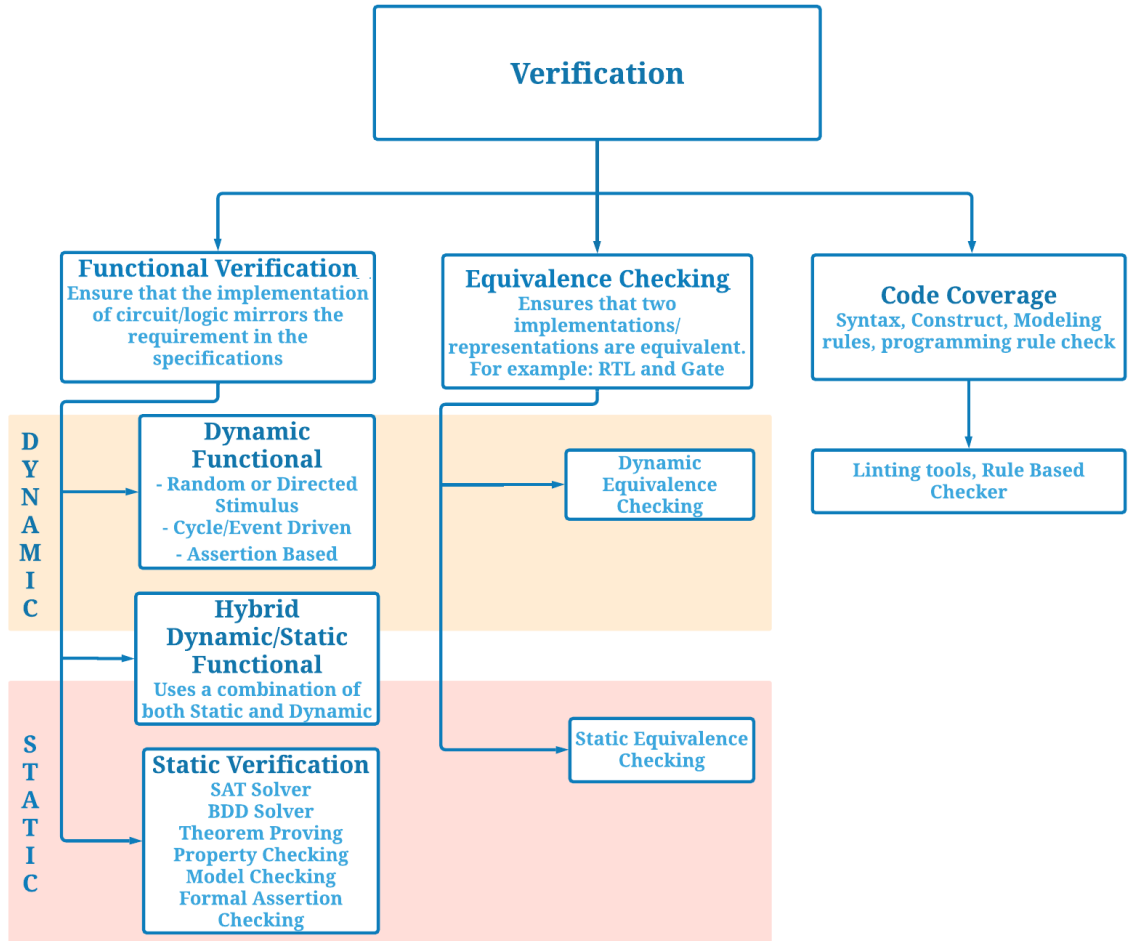 Verification
Functional Verification
Ensure that the implementation
of circuit/logic mirrors the
requirement in the
specifications
Equivalence Checking
Ensures that two
implementations/
representations are equivalent.
For example: RTL and Gate
Code Coverage
Syntax, Construct, Modeling
rules, programming rule check
DYNAMIC
Dynamic
Functional
- Random or Directed
Stimulus
- Cycle/Event Driven
- Assertion Based
Dynamic
Equivalence
Checking
Linting tools, Rule Based
Checker
Hybrid
Dynamic/Static
Functional
Uses a combination of
both Static and Dynamic
STATIC
Static Verification
SAT Solver
BDD Solver
Theorem Proving
Property Checking
Model Checking
Formal Assertion
Checking
Static Equivalence
Checking